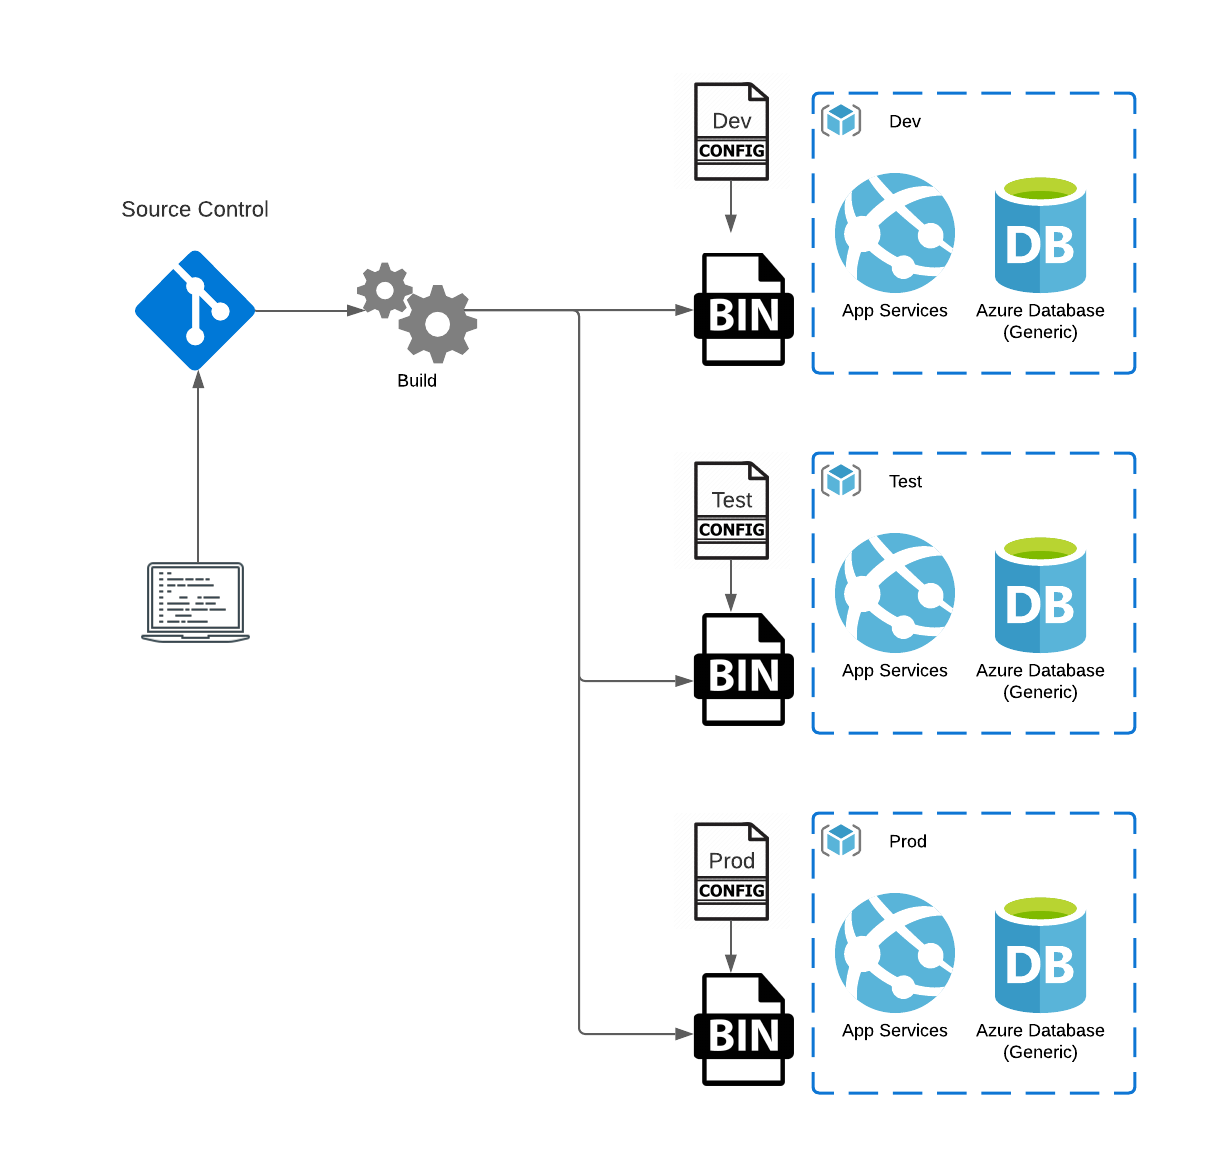 Source Control
Build
Dev
CONFIG
BIN
Dev
DB
App Services
Azure Database
(Generic)
Test
CONFIG
BIN
Test
DB
App Services
Azure Database
(Generic)
Prod
CONFIG
BIN
Prod
DB
App Services
Azure Database
(Generic)